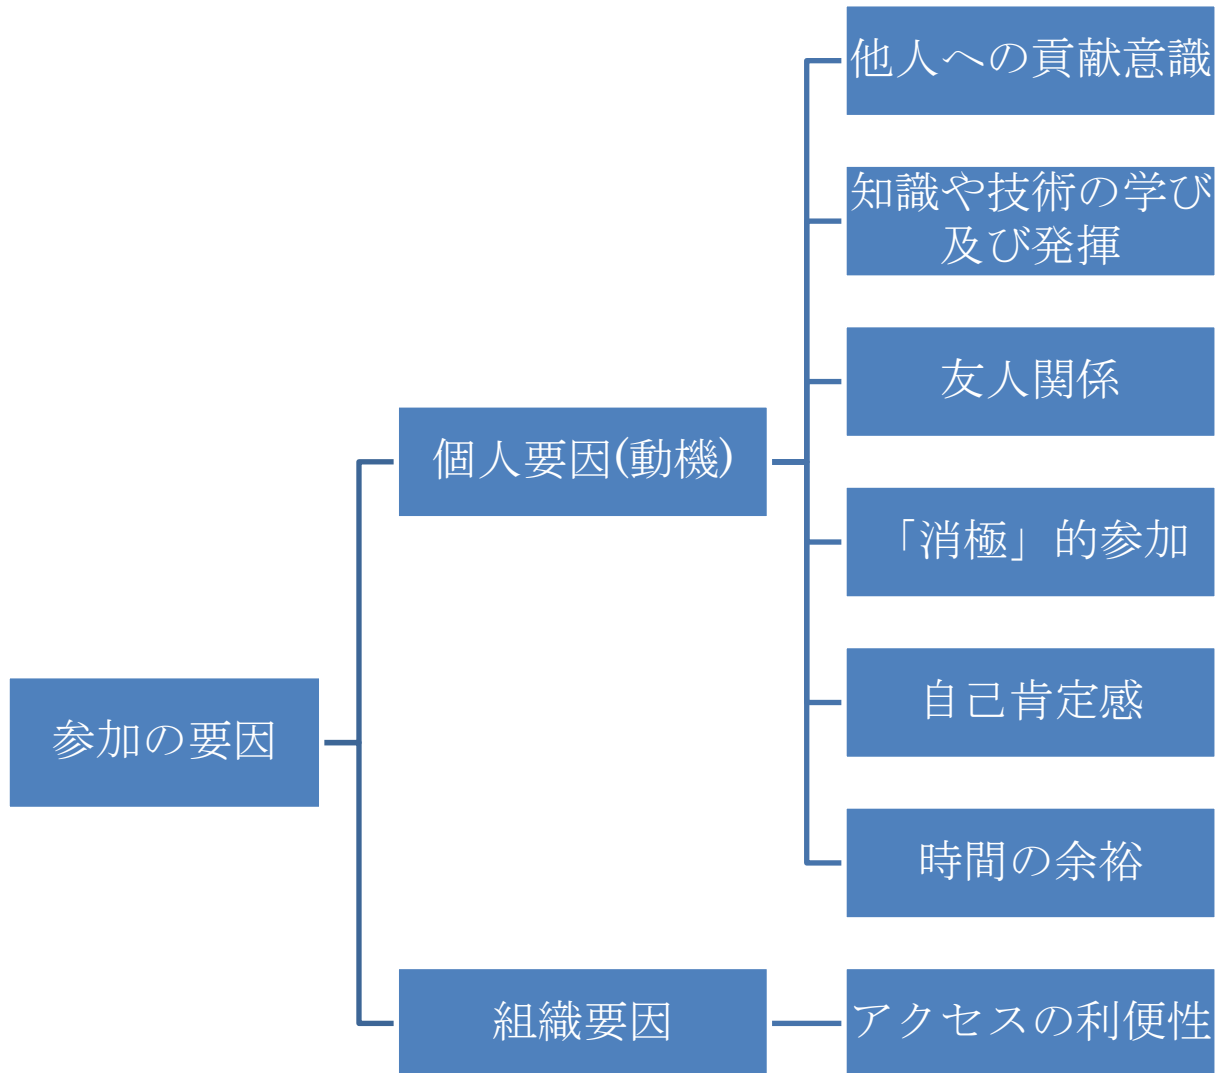 参加の要因
個人要因(動機)
他人への貢献意識
知識や技術の学び
及び発揮
友人関係
「消極」的参加
自己肯定感
時間の余裕
組織要因
アクセスの利便性